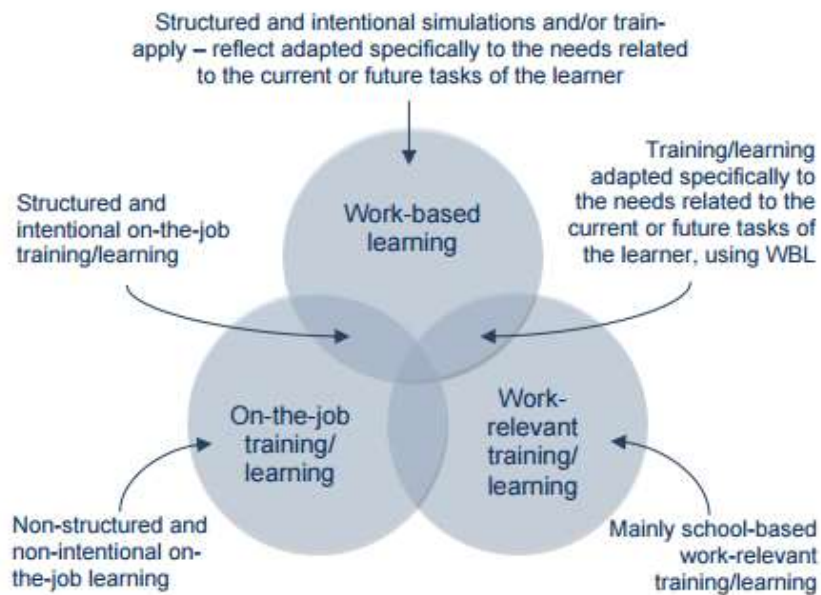 Structured and intentional simulations and/or train-
apply – reflect adapted specifically to the needs related
to the current or future tasks of the learner
Training/learning
adapted specifically to
the needs related to the
current or future tasks of
the learner, using WBL
Structured and
intentional on-the-job
training/learning
Work-based
learning
On-the-job
training/
learning
Work-
relevant
training/
learning
Non-structured and
non-intentional on-
the-job learning
Mainly school-based
work-relevant
training/learning